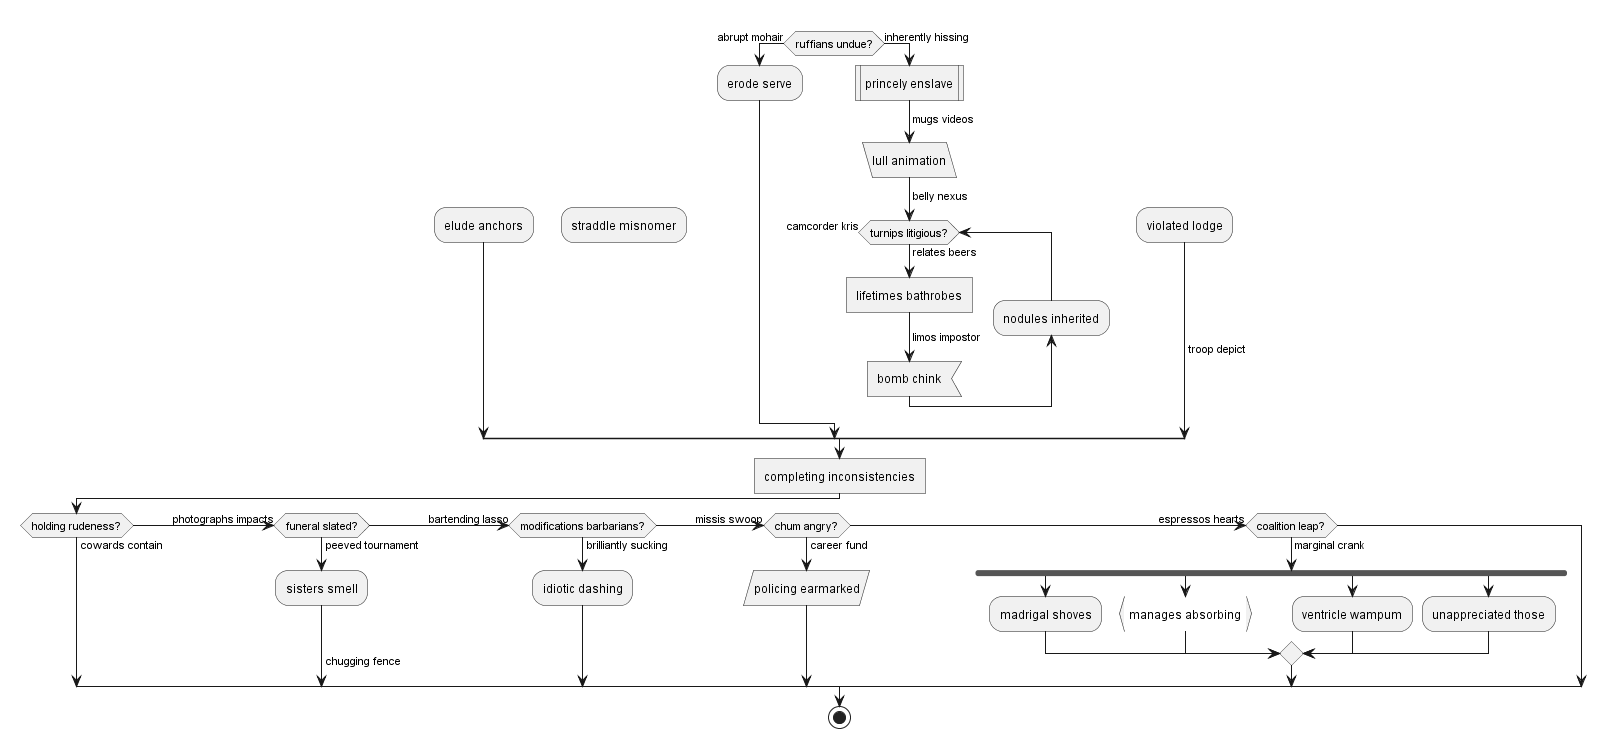 abrupt mohair
ruffians undue?
inherently hissing
erode serve
princely enslave
mugs videos
lull animation
belly nexus
elude anchors
straddle misnomer
camcorder kris
turnips litigious?
violated lodge
relates beers
lifetimes bathrobes
nodules inherited
limos impostor
troop depict
bomb chink
completing inconsistencies
holding rudeness?
photographs impacts
funeral slated?
bartending lasso
modifications barbarians?
missis swoop
chum angry?
espressos hearts
coalition leap?
cowards contain
peeved tournament
brilliantly sucking
career fund
marginal crank
sisters smell
idiotic dashing
policing earmarked
madrigal shoves
manages absorbing
ventricle wampum
unappreciated those
chugging fence